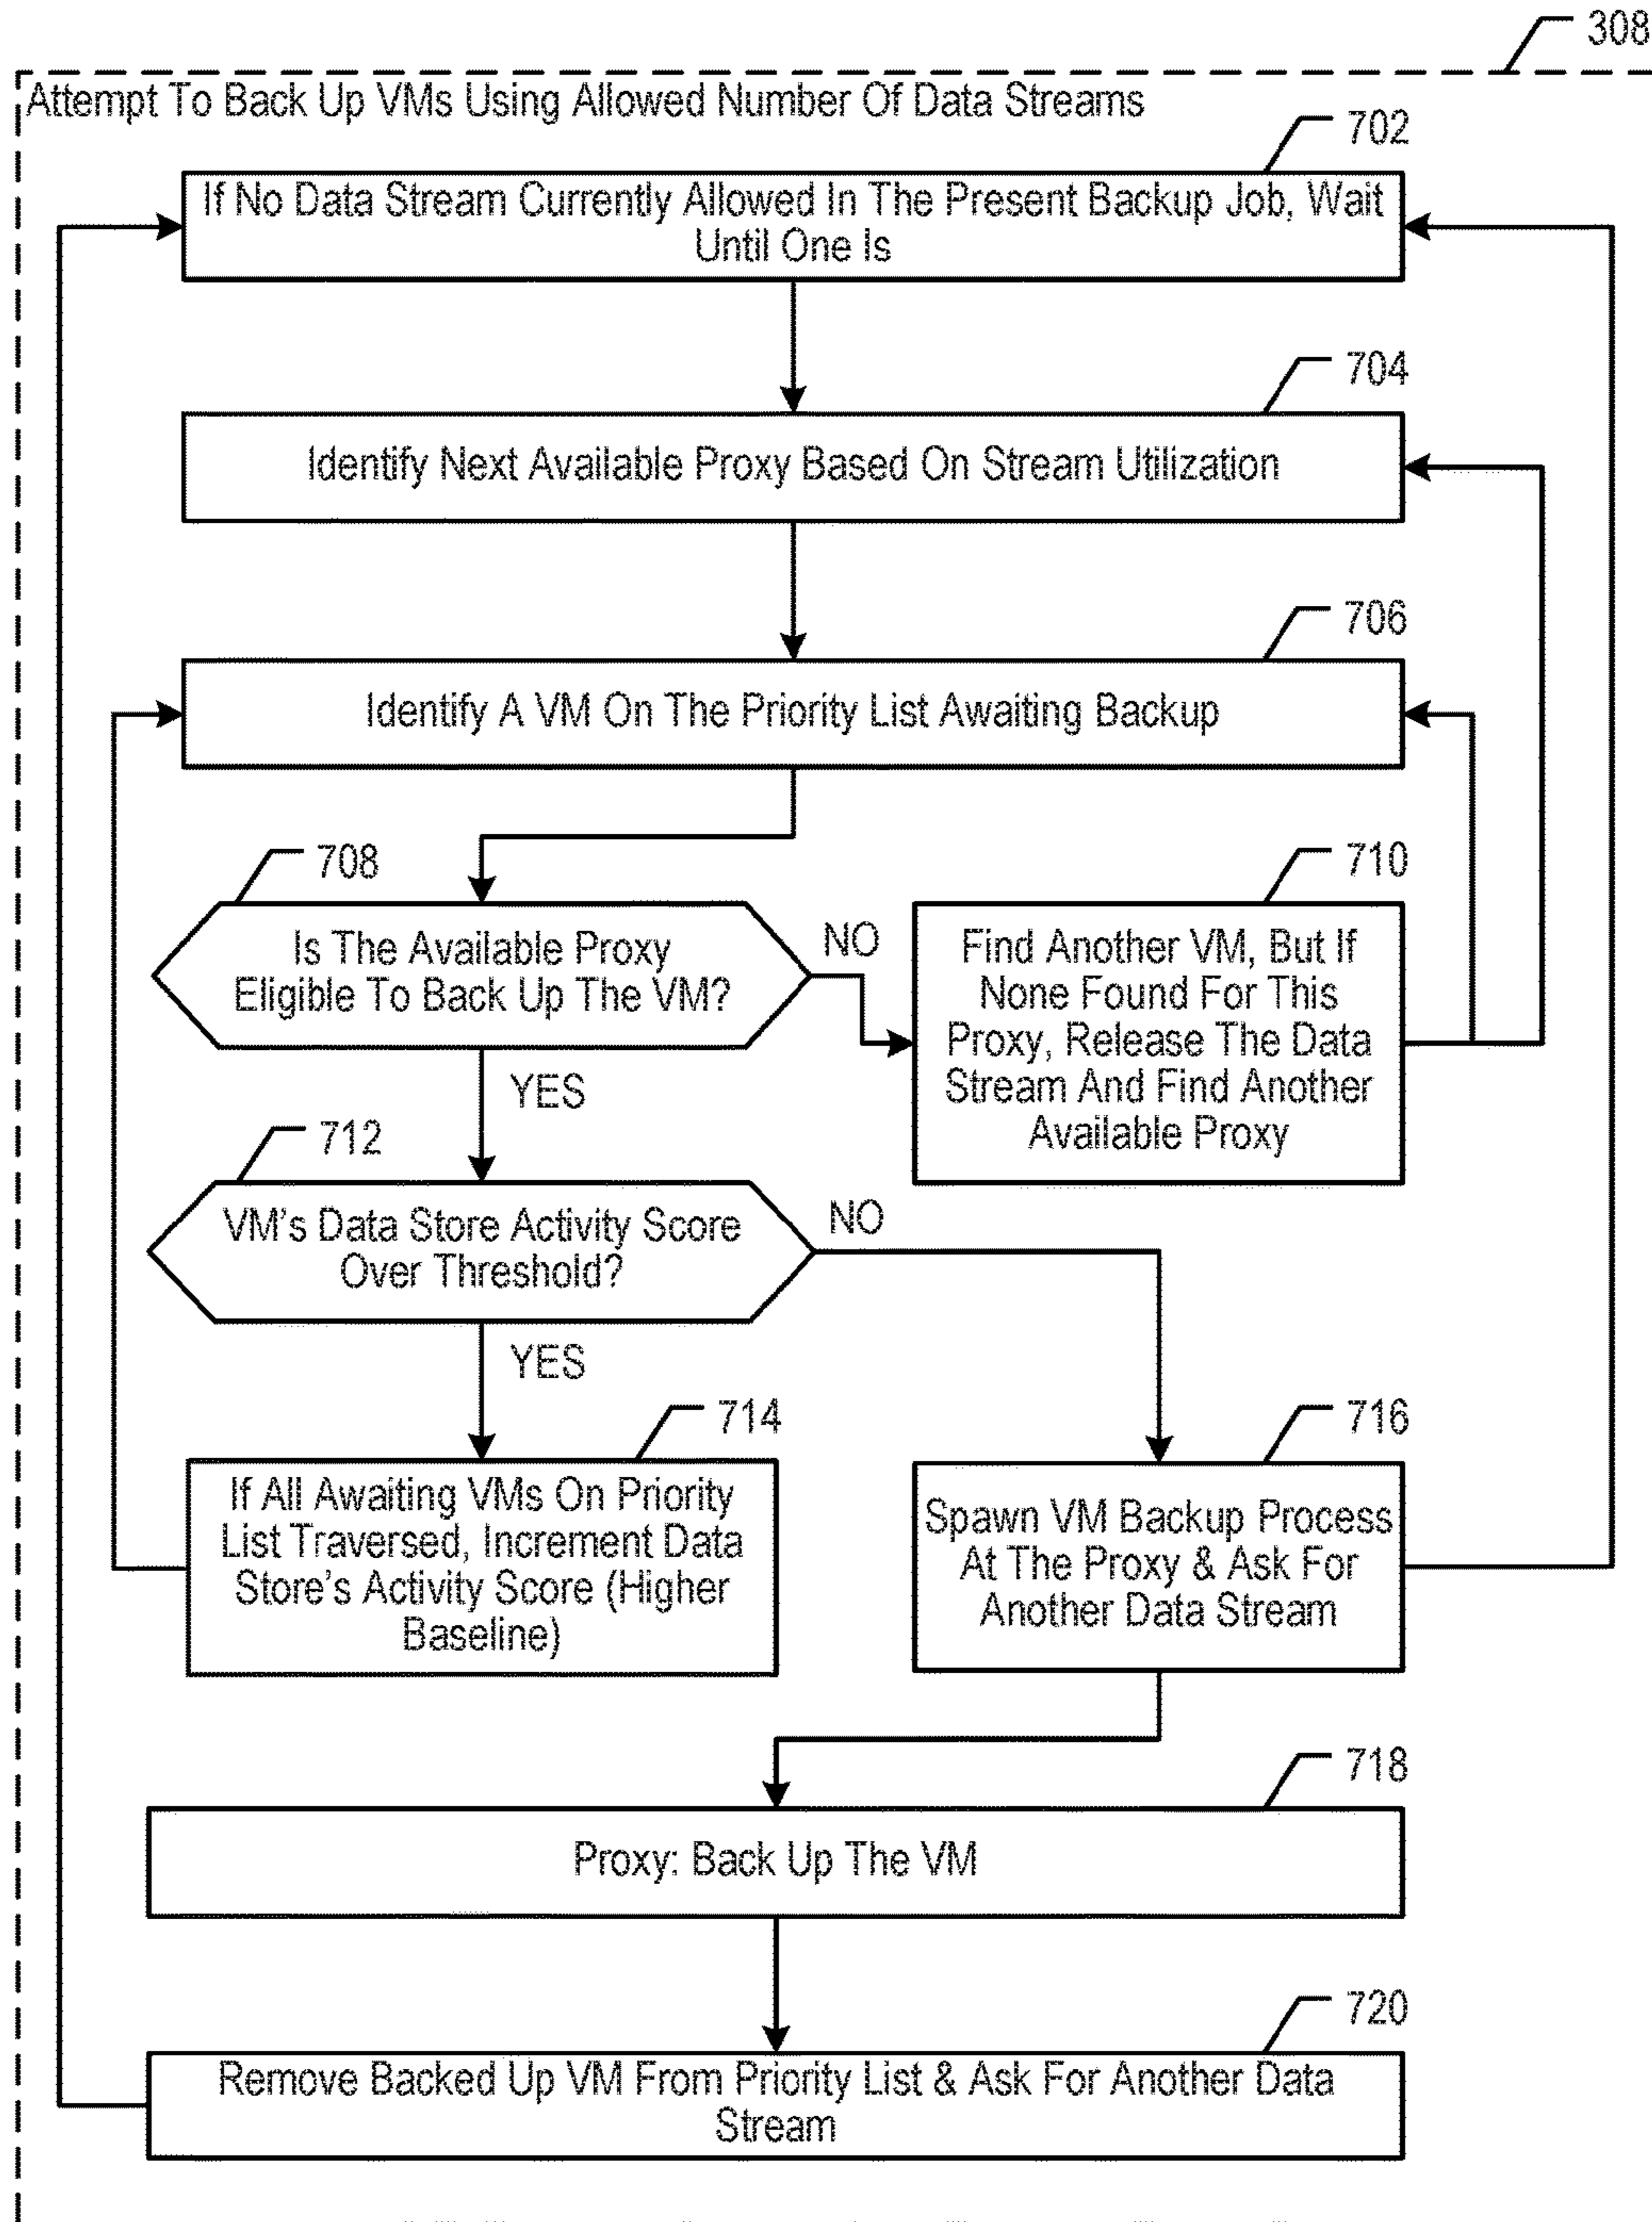 308
Attempt To Back Up VMs Using Allowed Number Of Data Streams
702
If No Data Stream Currently Allowed In The Present Backup Job, Wait
Until One Is
704
Identify Next Available Proxy Based On Stream Utilization
706
Identify A VM On The Priority List Awaiting Backup
708
Is The Available Proxy
Eligible To Back Up The VM?
NO
YES
710
Find Another VM, But If
None Found For This
Proxy, Release The Data
Stream And Find Another
Available Proxy
712
VM's Data Store Activity Score
Over Threshold?
NO
YES
714
If All Awaiting VMs On Priority
List Traversed, Increment Data
Store's Activity Score (Higher
Baseline)
716
Spawn VM Backup Process
At The Proxy & Ask For
Another Data Stream
718
Proxy: Back Up The VM
720
Remove Backed Up VM From Priority List & Ask For Another Data
Stream